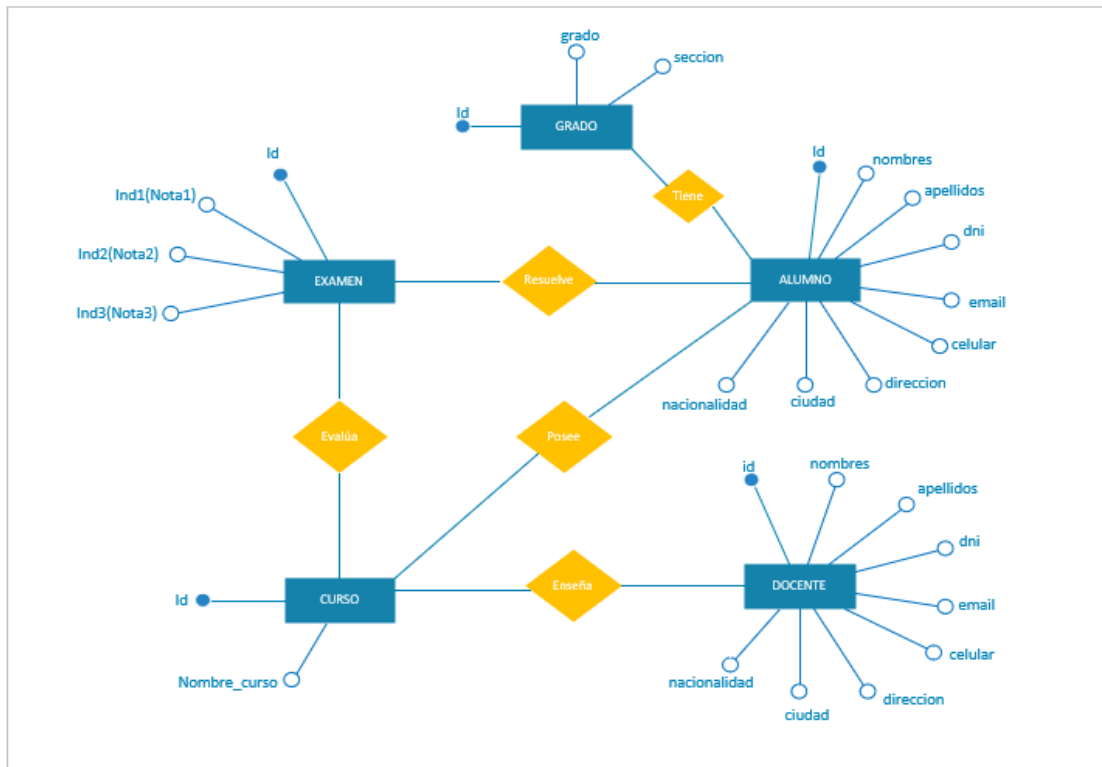 grado
seccion
Id
GRADO
Id
nombres
apellidos
dni
email
celular
direccion
ciudad
nacionalidad
ALUMNO
Tiene
Id
Ind1(Nota1)
Ind2(Nota2)
Ind3(Nota3)
EXAMEN
Resuelve
Evalúa
Posee
Id
CURSO
Nombre_curso
Enseña
id
nombres
apellidos
dni
email
celular
direccion
ciudad
nacionalidad
DOCENTE